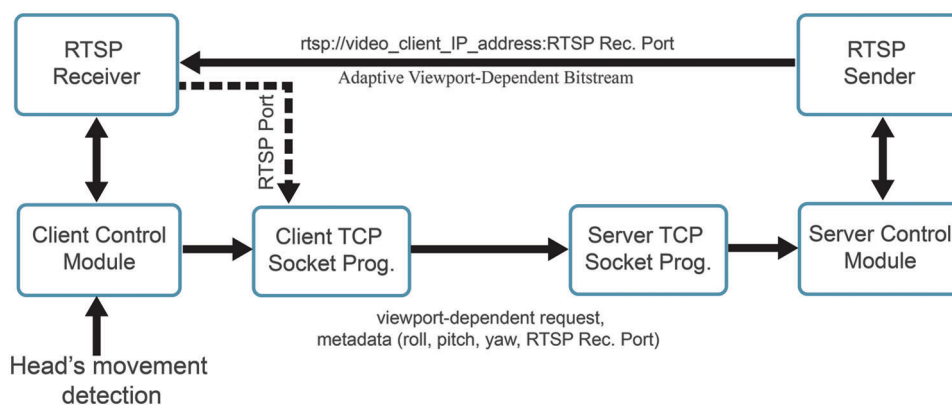 RTSP
Receiver
rtsp://video_client_IP_address:RTSP Rec. Port
Adaptive Viewport-Dependent Bitstream
RTSP
Sender
RTSP Port
Client Control
Module
Client TCP
Socket Prog.
Server TCP
Socket Prog.
Server Control
Module
viewport-dependent request,
metadata (roll, pitch, yaw, RTSP Rec. Port)
Head's movement
detection